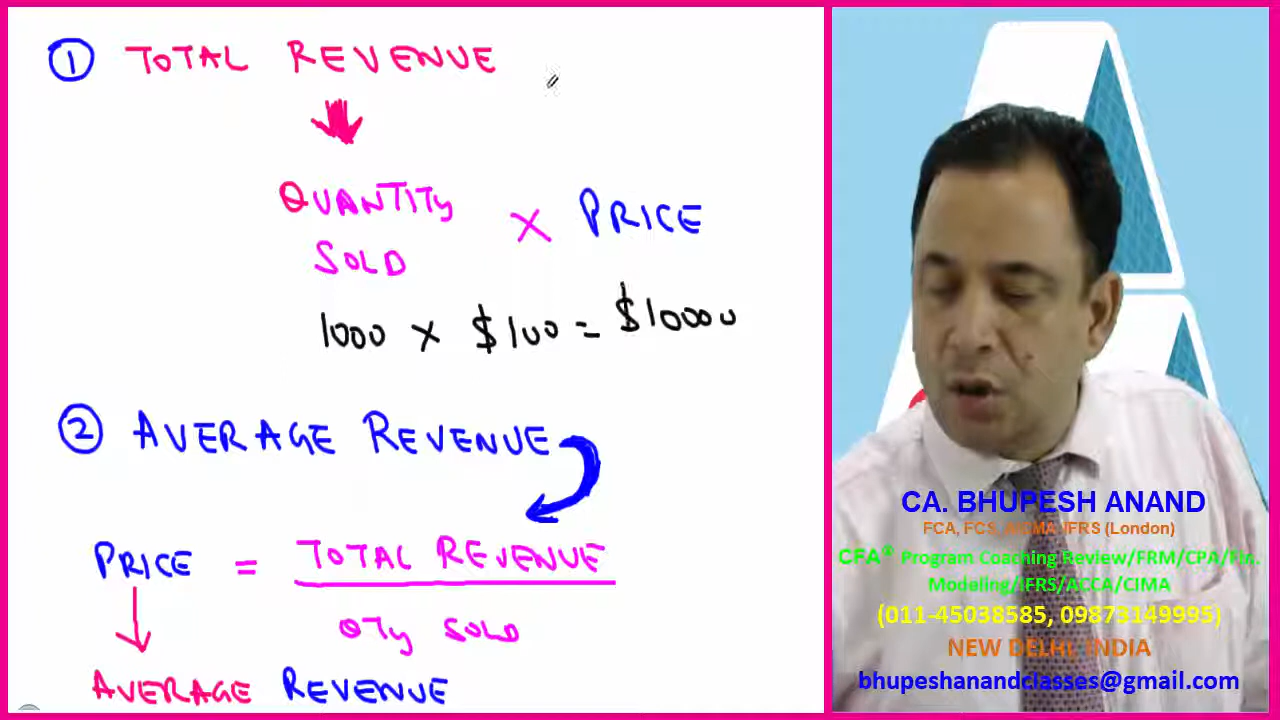 1 TOTAL REVENUE
QUANTITY
SOLD
× PRICE
1000 × $100 = $10000
2 AVERAGE REVENUE
PRICE = TOTAL REVENUE
QTY SOLD
AVERAGE REVENUE
CA. BHUPESH ANAND
FCA, FCS, AICMA, IFRS (London)
CFA® Program Coaching Review/FRM/CPA/Fin.
Modeling/IFRS/ACCA/CIMA
(011-45038585, 09873149995)
NEW DELHI, INDIA
bhupeshanandclasses@gmail.com